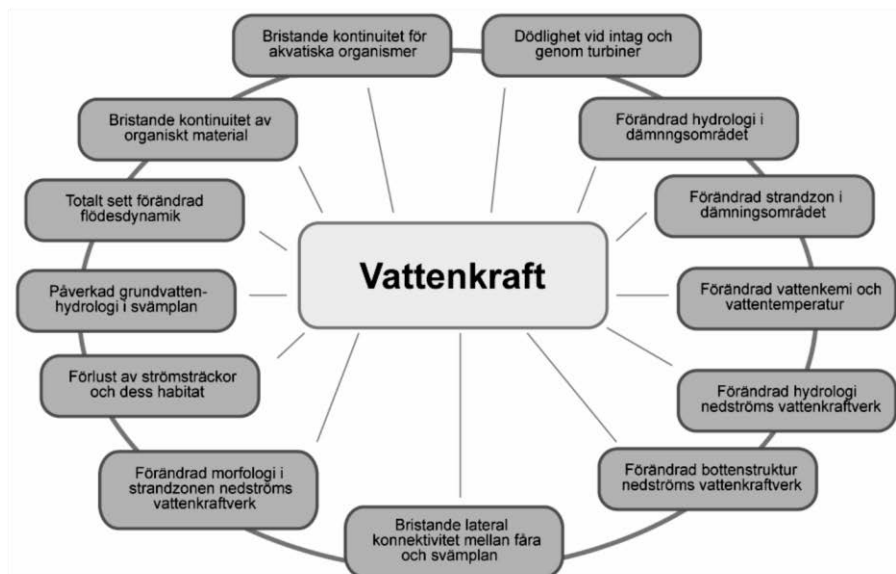 Bristande kontinuitet för
akvatiska organismer
Dödlighet vid intag och
genom turbiner
Bristande kontinuitet av
organiskt material
Förändrad hydrologi i
dämnngsområdet
Totalt sett förändrad
flödesdynamik
Förändrad strandzon i
dämningsområdet
Vattenkraft
Påverkad grundvatten-
hydrologi i svämplan
Förändrad vattenkemi och
vattentemperatur
Förlust av strömsträckor
och dess habitat
Förändrad hydrologi
nedströms vattenkraftverk
Förändrad morfologi i
strandzonen nedströms
vattenkraftverk
Förändrad bottenstruktur
nedströms vattenkraftverk
Bristande lateral
konnektivitet mellan fåra
och svämplan